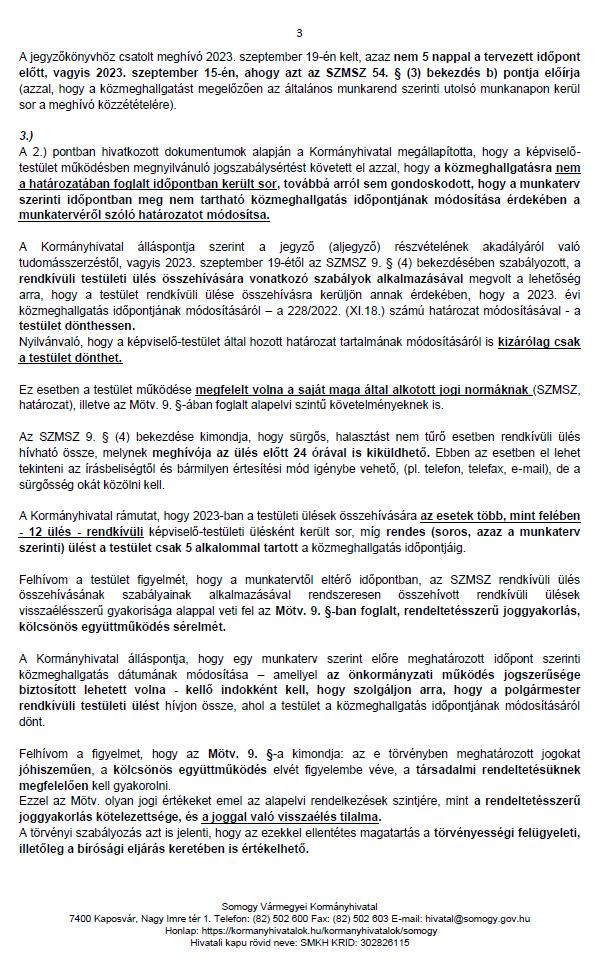 3
A jegyzőkönyvhöz csatolt meghívó 2023. szeptember 19-én kelt, azaz nem 5 nappal a tervezett időpont
előtt, vagyis 2023. szeptember 15-én, ahogy azt az SZMSZ 54. § (3) bekezdés b) pontja előírja
(azzal, hogy a közmeghallgatást megelőzően az általános munkarend szerinti utolsó munkanapon kerül
sor a meghívó közzétételére).
3.)
A 2.) pontban hivatkozott dokumentumok alapján a Kormányhivatal megállapította, hogy a képviselő-
testület működésben megnyilvánuló jogszabálysértést követett el azzal, hogy a közmeghallgatásra nem
a határozatában foglalt időpontban került sor, továbbá arról sem gondoskodott, hogy a munkaterv
szerinti időpontban meg nem tartható közmeghallgatás időpontjának módosítása érdekében a
munkatervéről szóló határozatot módosítsa.
A Kormányhivatal álláspontja szerint a jegyző (aljegyző) részvételének akadályáról való
tudomásszerzéstől, vagyis 2023. szeptember 19-étől az SZMSZ 9. § (4) bekezdésében szabályozott, a
rendkívüli testületi ülés összehívására vonatkozó szabályok alkalmazásával megvolt a lehetőség
arra, hogy a testület rendkívüli ülése összehívásra kerüljön annak érdekében, hogy a 2023. évi
közmeghallgatás időpontjának módosításáról – a 228/2022. (XI.18.) számú határozat módosításával - a
testület dönthessen.
Nyilvánvaló, hogy a képviselő-testület által hozott határozat tartalmának módosításáról is kizárólag csak
a testület dönthet.
Ez esetben a testület működése megfelelt volna a saját maga által alkotott jogi normáknak (SZMSZ,
határozat), illetve az Mötv. 9. §-ában foglalt alapelvi szintű követelményeknek is.
Az SZMSZ 9. § (4) bekezdése kimondja, hogy sürgős, halasztást nem tűrő esetben rendkívüli ülés
hívható össze, melynek meghívója az ülés előtt 24 órával is kiküldhető. Ebben az esetben el lehet
tekinteni az írásbeliségtől és bármilyen értesítési mód igénybe vehető, (pl. telefon, telefax, e-mail), de a
sürgősség okát közölni kell.
A Kormányhivatal rámutat, hogy 2023-ban a testületi ülések összehívására az esetek több, mint felében
- 12 ülés - rendkívüli képviselő-testületi ülésként került sor, míg rendes (soros, azaz a munkaterv
szerinti) ülést a testület csak 5 alkalommal tartott a közmeghallgatás időpontjáig.
Felhívom a testület figyelmét, hogy a munkatervtől eltérő időpontban, az SZMSZ rendkívüli ülés
összehívásának szabályainak alkalmazásával rendszeresen összehívott rendkívüli ülések
visszaélésszerű gyakorisága alappal veti fel az Mötv. 9. §-ban foglalt, rendeltetésszerű joggyakorlás,
kölcsönös együttműködés sérelmét.
A Kormányhivatal álláspontja, hogy egy munkaterv szerint előre meghatározott időpont szerinti
közmeghallgatás dátumának módosítása – amellyel az önkormányzati működés jogszerűsége
biztosított lehetett volna - kellő indokként kell, hogy szolgáljon arra, hogy a polgármester
rendkívüli testületi ülést hívjon össze, ahol a testület a közmeghallgatás időpontjának módosításáról
dönt.
Felhívom a figyelmet, hogy az Mötv. 9. §-a kimondja: az e törvényben meghatározott jogokat
jóhiszeműen, a kölcsönös együttműködés elvét figyelembe véve, a társadalmi rendeltetésüknek
megfelelően kell gyakorolni.
Ezzel az Mötv. olyan jogi értékeket emel az alapelvi rendelkezések szintjére, mint a rendeltetésszerű
joggyakorlás kötelezettsége, és a joggal való visszaélés tilalma.
A törvényi szabályozás azt is jelenti, hogy az ezekkel ellentétes magatartás a törvényességi felügyeleti,
illetőleg a bírósági eljárás keretében is értékelhető.
Somogy Vármegyei Kormányhivatal
7400 Kaposvár, Nagy Imre tér 1. Telefon: (82) 502 600 Fax: (82) 502 603 E-mail: hivatal@somogy.gov.hu
Honlap: https://kormanyhivatalok.hu/kormanyhivatalok/somogy
Hivatali kapu rövid neve: SMKH KRID: 302826115